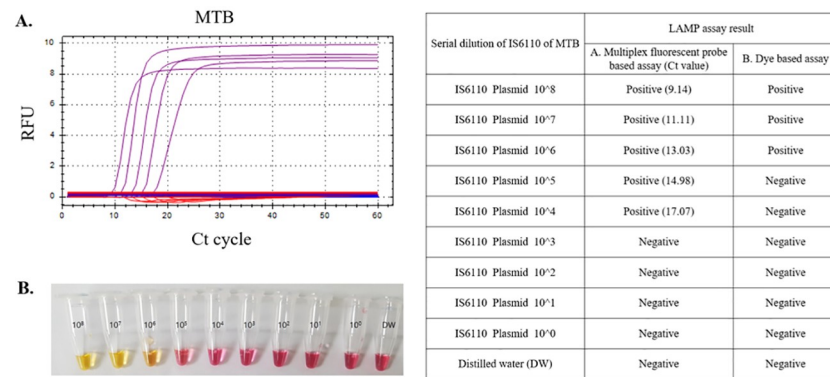 A.
MTB
10
8
6
4
2
0
0 10 20 30 40 50 60
RFU
Ct cycle
B.
10⁸ 10⁷ 10⁶ 10⁵ 10⁴ 10³ 10² 10¹ 10⁰ DW
Serial dilution of IS6110 of MTB
LAMP assay result
A. Multiplex fluorescent probe
based assay (Ct value)
B. Dye based assay
IS6110 Plasmid 10^8 Positive (9.14) Positive
IS6110 Plasmid 10^7 Positive (11.11) Positive
IS6110 Plasmid 10^6 Positive (13.03) Positive
IS6110 Plasmid 10^5 Positive (14.98) Negative
IS6110 Plasmid 10^4 Positive (17.07) Negative
IS6110 Plasmid 10^3 Negative Negative
IS6110 Plasmid 10^2 Negative Negative
IS6110 Plasmid 10^1 Negative Negative
IS6110 Plasmid 10^0 Negative Negative
Distilled water (DW) Negative Negative